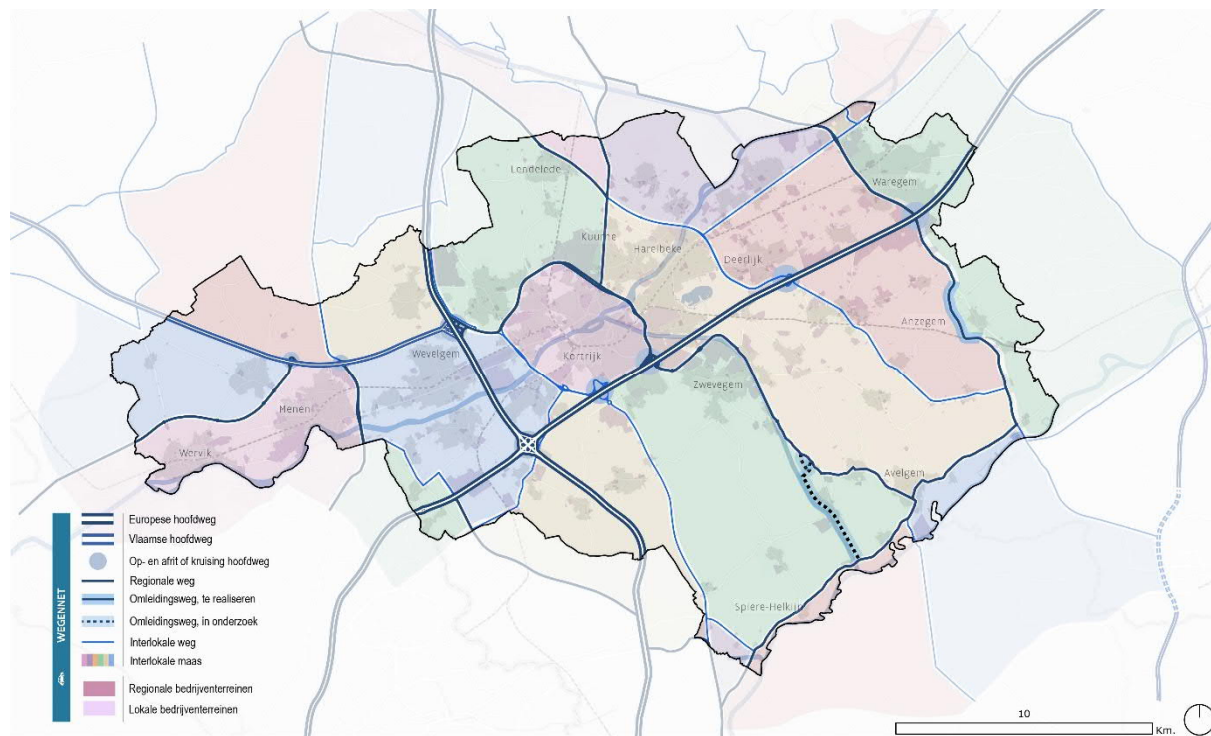 Lendelede
Waregem
Kuurne
Harelbeke
Deerlijk
Anzegem
Wevelgem
Kortrijk
Zwevegem
Menen
Wervik
Avelgem
Spiere-Helkijn
WEGENNET
Europese hoofdweg
Vlaamse hoofdweg
Op- en afrit of kruising hoofdweg
Regionale weg
Omleidingsweg, te realiseren
Omleidingsweg, in onderzoek
Interlokale weg
Interlokale maas
Regionale bedrijventerreinen
Lokale bedrijventerreinen
10
Km.